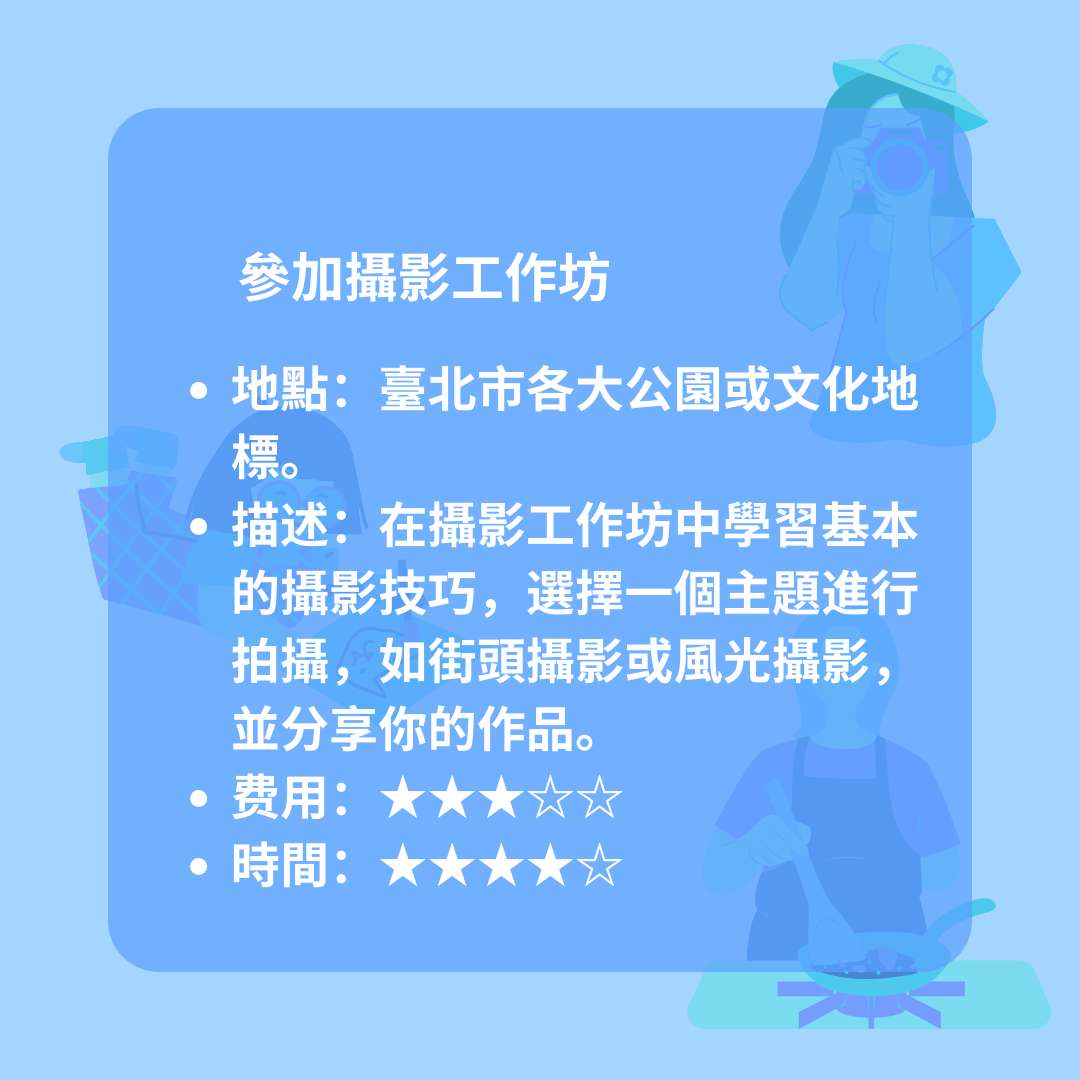 參加攝影工作坊
• 地點：臺北市各大公園或文化地
標。
• 描述：在攝影工作坊中學習基本
的攝影技巧，選擇一個主題進行
拍攝，如街頭攝影或風光攝影，
並分享你的作品。
• 费用：★★★☆☆
• 時間：★★★★☆